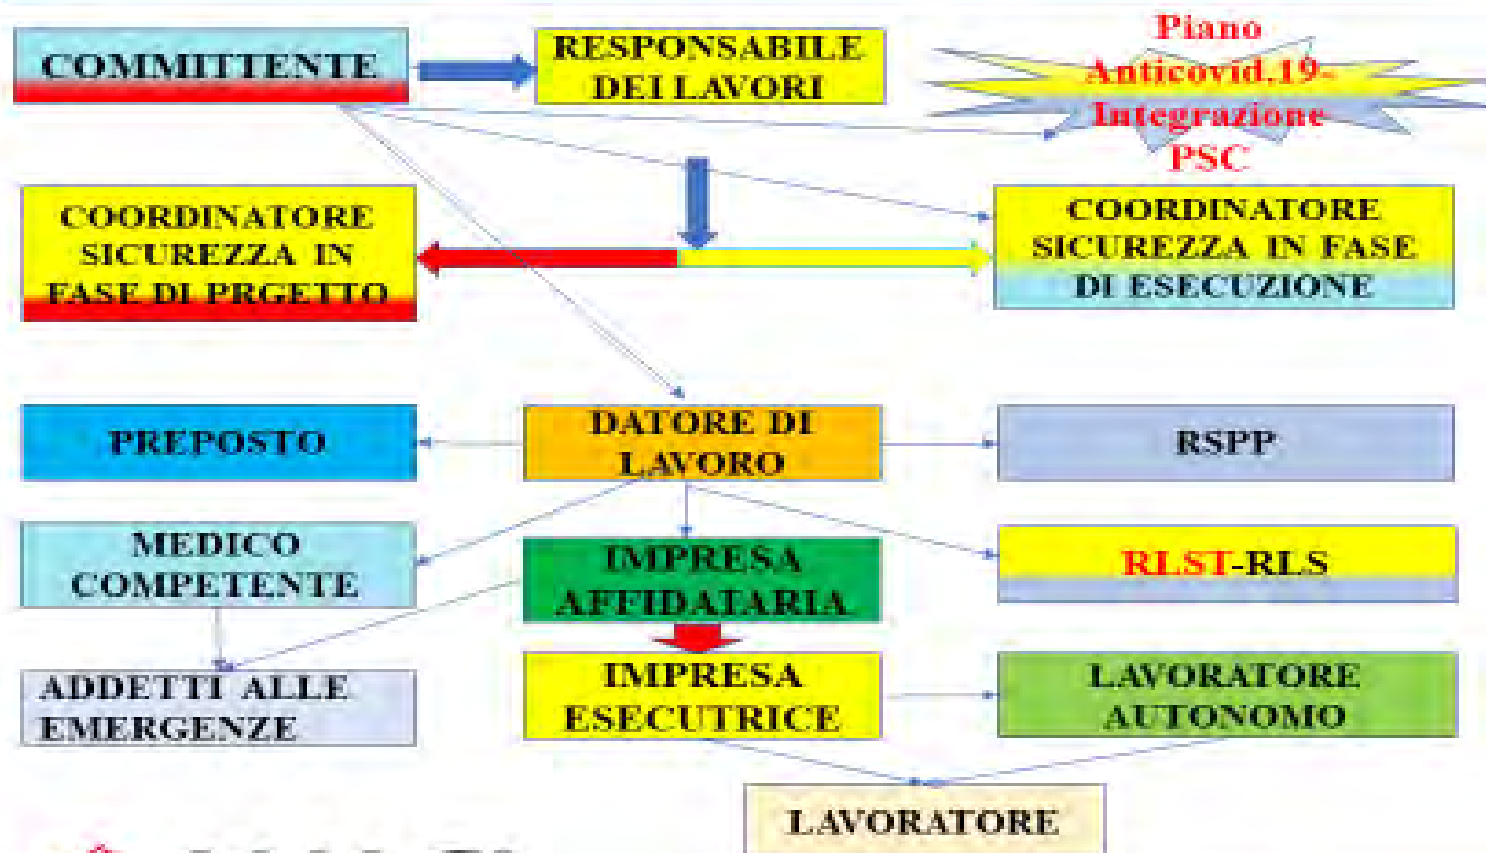 COMMITTENTE
RESPONSABILE
DEI LAVORI
Piano
Anticovid.19-
Integrazione
PSC
COORDINATORE
SICUREZZA IN
FASE DI PRGETTO
COORDINATORE
SICUREZZA IN FASE
DI ESECUZIONE
PREPOSTO
DATORE DI
LAVORO
RSPP
MEDICO
COMPETENTE
IMPRESA
AFFIDATARIA
RLST-RLS
ADDETTI ALLE
EMERGENZE
IMPRESA
ESECUTRICE
LAVORATORE
AUTONOMO
LAVORATORE